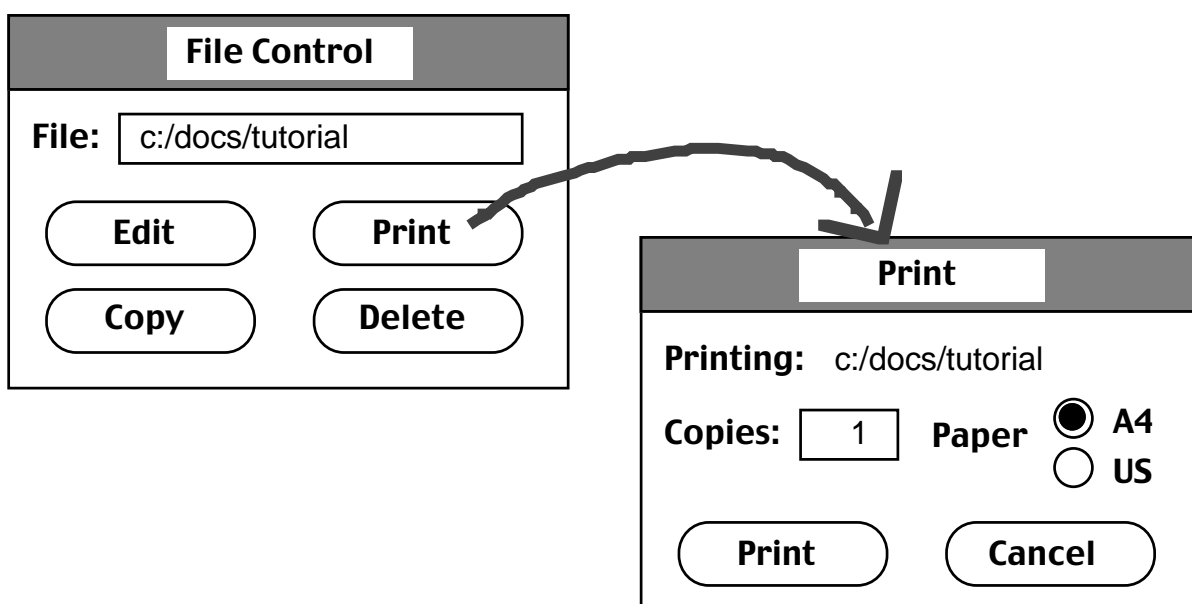 File Control
File: c:/docs/tutorial
Edit Print
Copy Delete
Print
Printing: c:/docs/tutorial
Copies: 1 Paper A4
US
Print Cancel